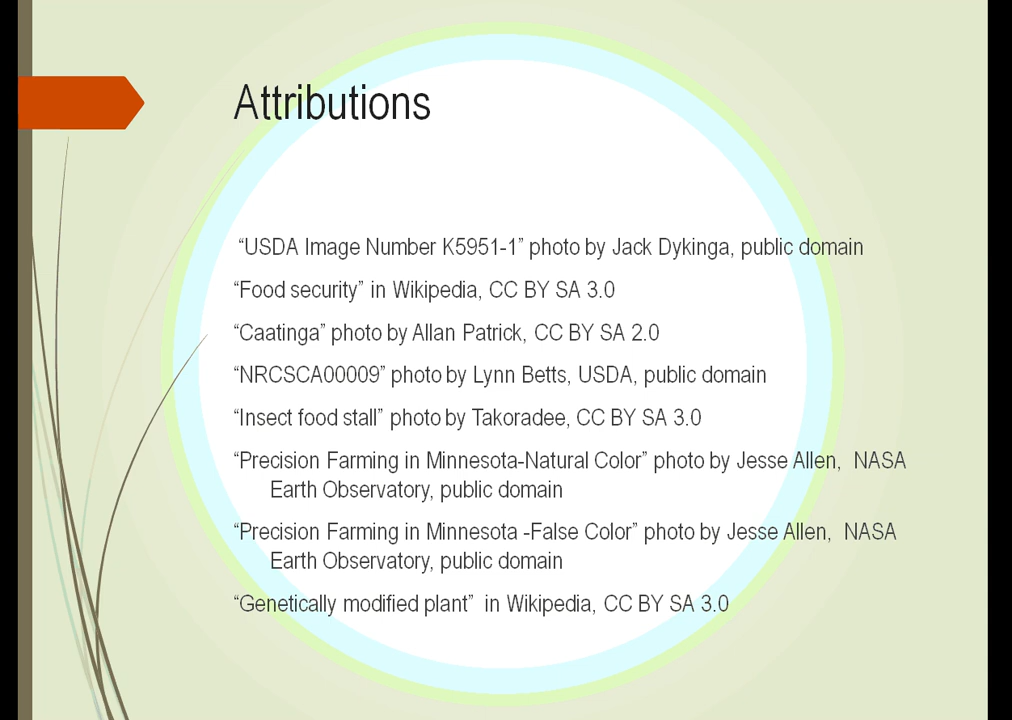 Attributions
“USDA Image Number K5951-1” photo by Jack Dykinga, public domain
“Food security” in Wikipedia, CC BY SA 3.0
“Caatinga” photo by Allan Patrick, CC BY SA 2.0
“NRCSCA00009” photo by Lynn Betts, USDA, public domain
“Insect food stall” photo by Takoradee, CC BY SA 3.0
“Precision Farming in Minnesota-Natural Color” photo by Jesse Allen,  NASA
Earth Observatory, public domain
“Precision Farming in Minnesota -False Color” photo by Jesse Allen,  NASA
Earth Observatory, public domain
“Genetically modified plant”  in Wikipedia, CC BY SA 3.0